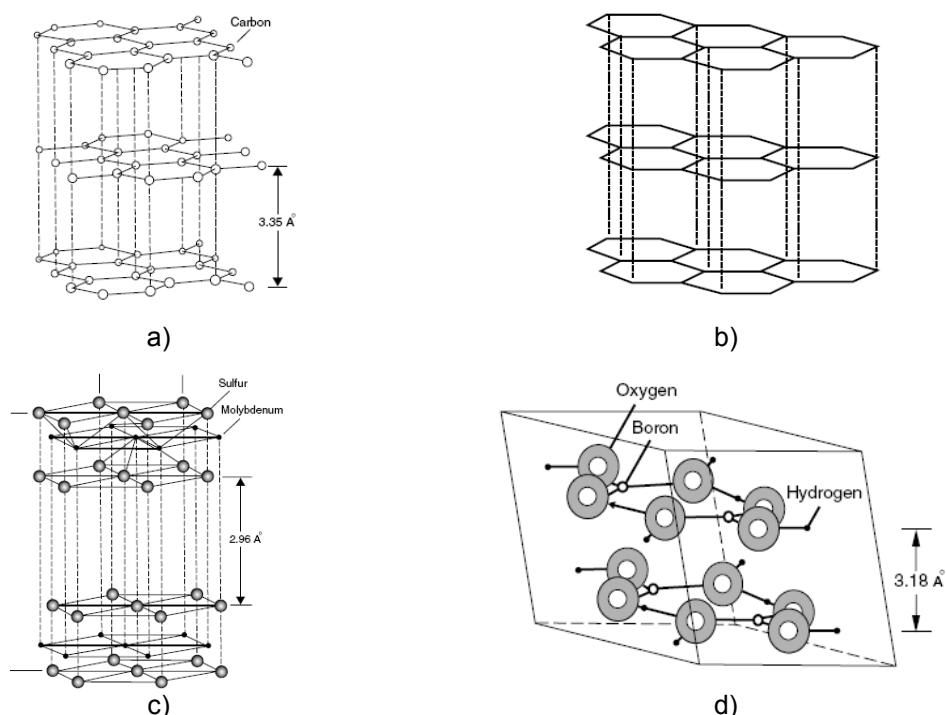 Carbon
3.35 Å
a)
b)
Sulfur
Molybdenum
2.96 Å
c)
Oxygen
Boron
Hydrogen
3.18 Å
d)